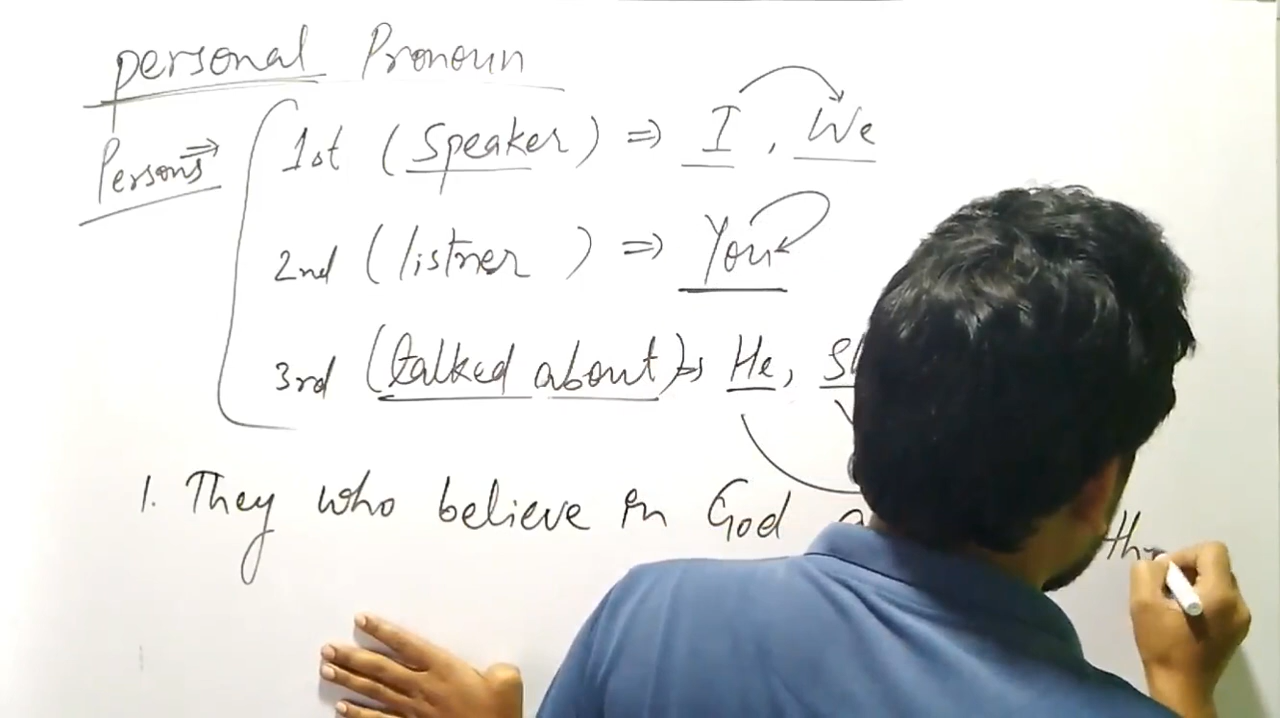 personal Pronoun
Persons => 1st (Speaker) => I, We
2nd (listner) => You
3rd (talked about) => He,
1. They who believe in God